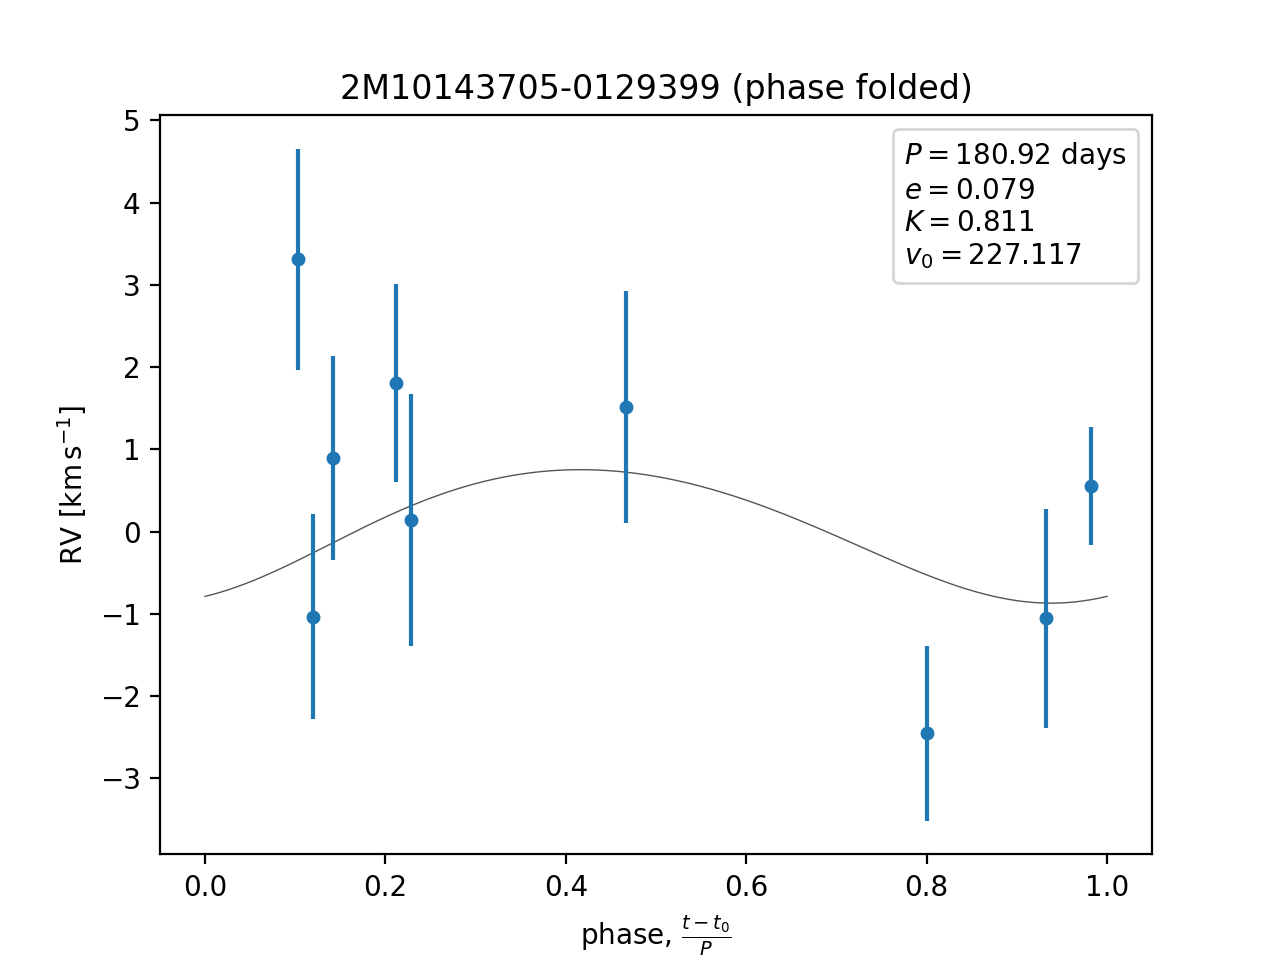 2M10143705-0129399 (phase folded)
P = 180.92 days
e = 0.079
K = 0.811
v₀ = 227.117
RV [km s⁻¹]
5
4
3
2
1
0
−1
−2
−3
0.0 0.2 0.4 0.6 0.8 1.0
phase, (t − t₀)/P